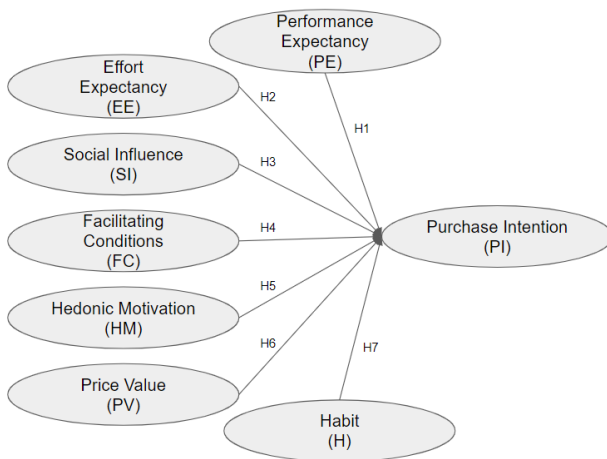 Performance
Expectancy
(PE)
Effort
Expectancy
(EE)
H2
H1
Social Influence
(SI)
H3
Facilitating
Conditions
(FC)
H4
Purchase Intention
(PI)
H5
Hedonic Motivation
(HM)
H6
H7
Price Value
(PV)
Habit
(H)